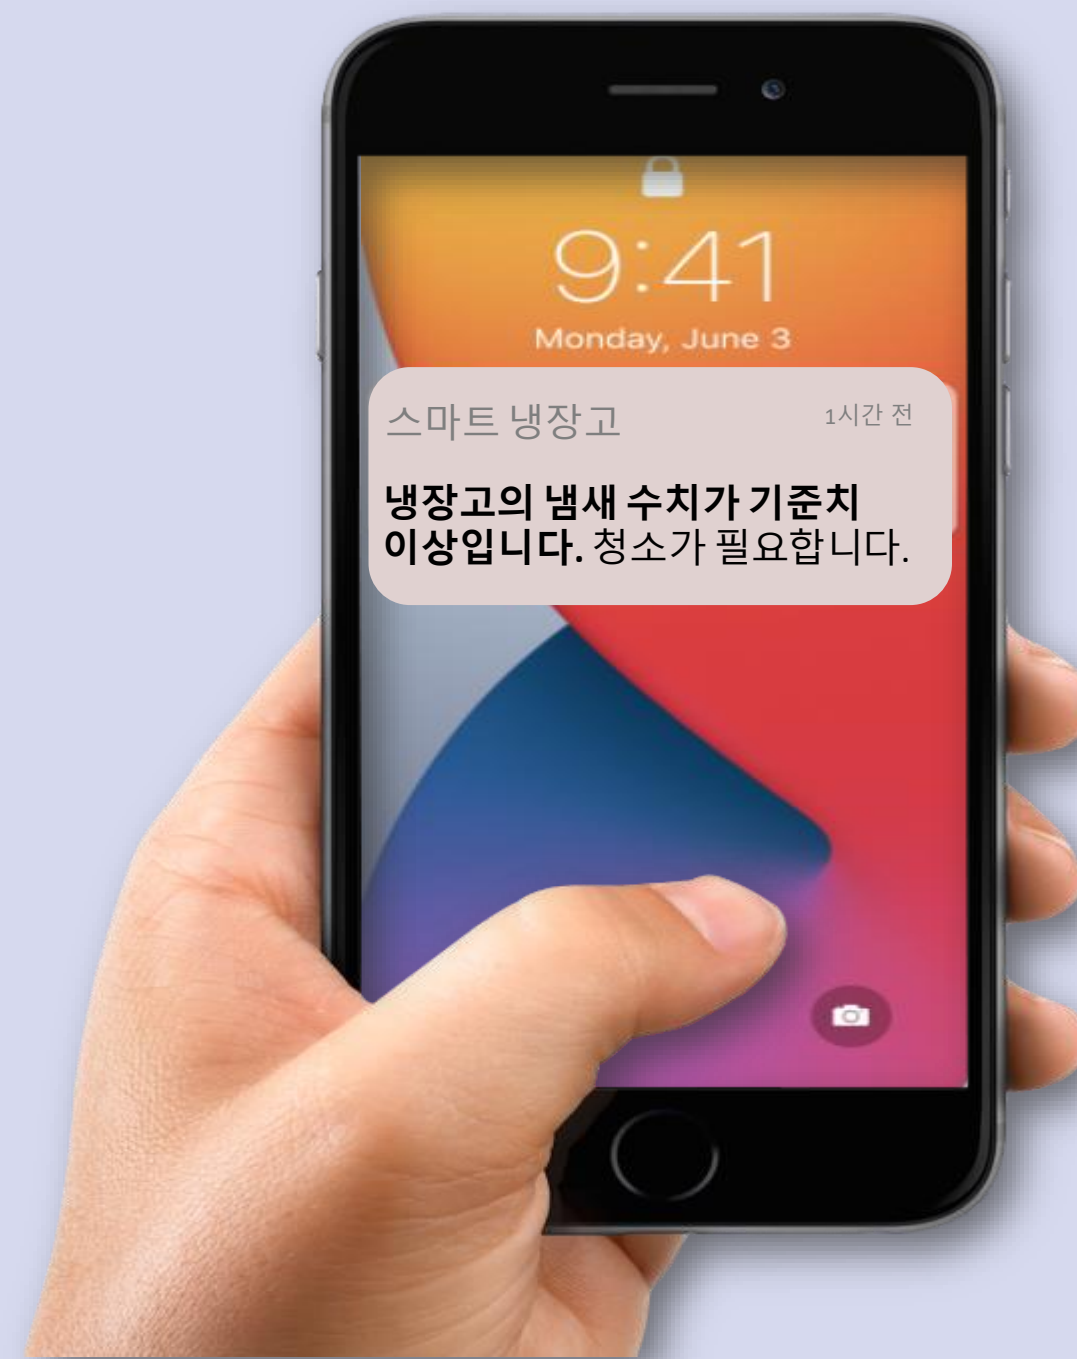 9:41
Monday, June 3
스마트 냉장고
1시간 전
냉장고의 냄새 수치가 기준치
이상입니다. 청소가 필요합니다.